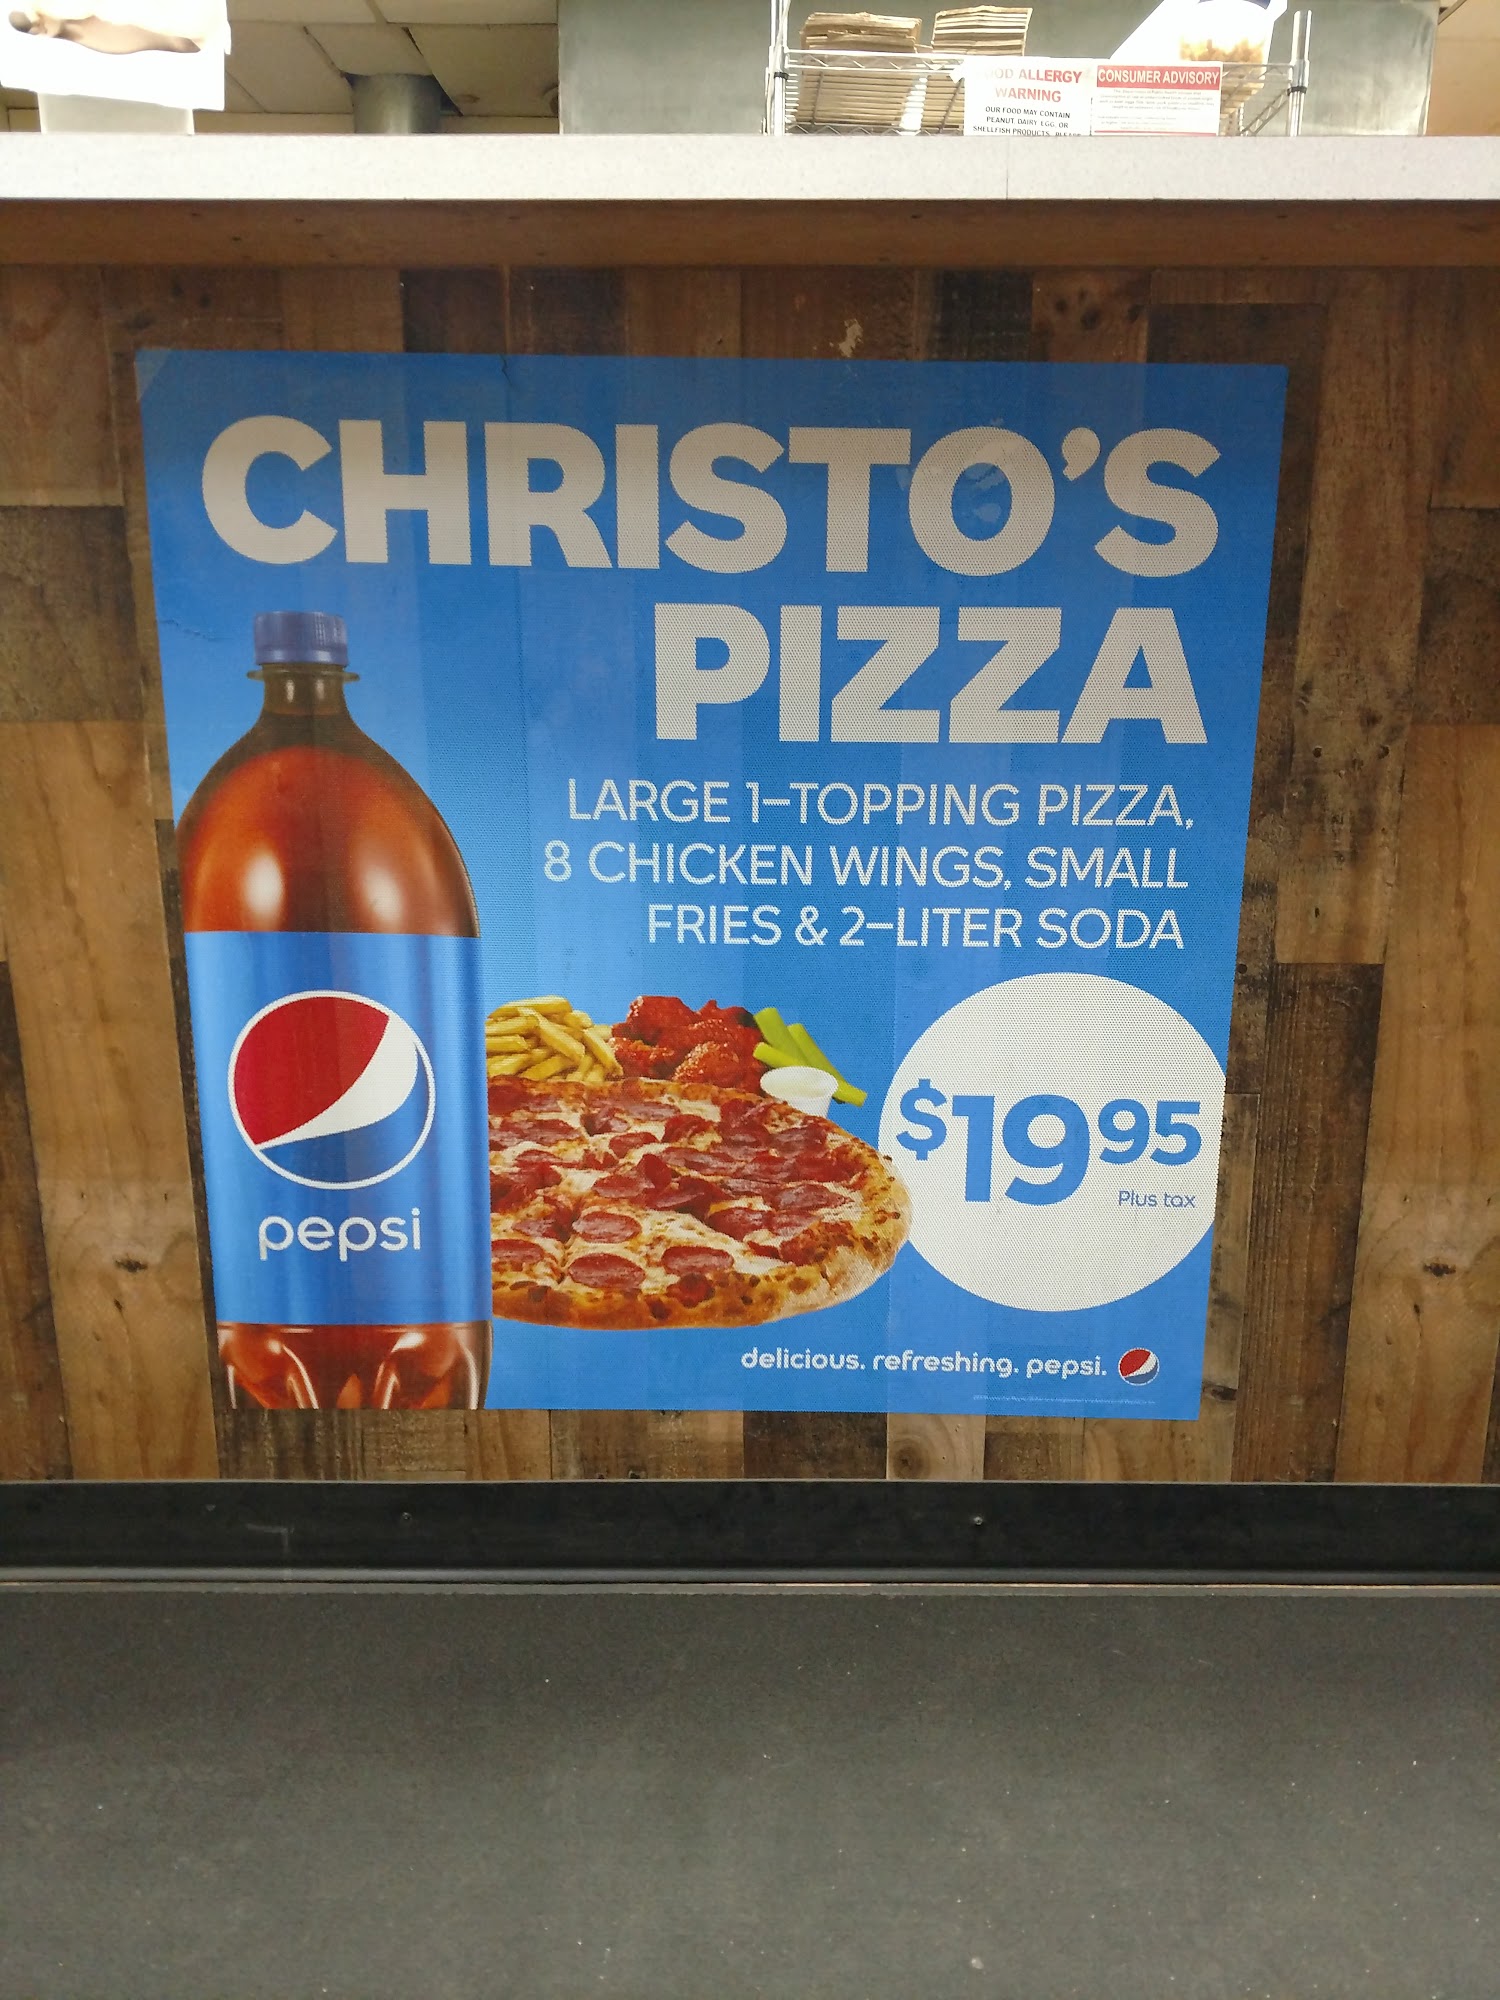 FOOD ALLERGY
WARNING
OUR FOOD MAY CONTAIN
PEANUT, DAIRY, EGG, OR
SHELLFISH PRODUCTS.
CONSUMER ADVISORY
CHRISTO'S
PIZZA
LARGE 1-TOPPING PIZZA,
8 CHICKEN WINGS, SMALL
FRIES & 2-LITER SODA
$19.95
Plus tax
pepsi
delicious. refreshing. pepsi.